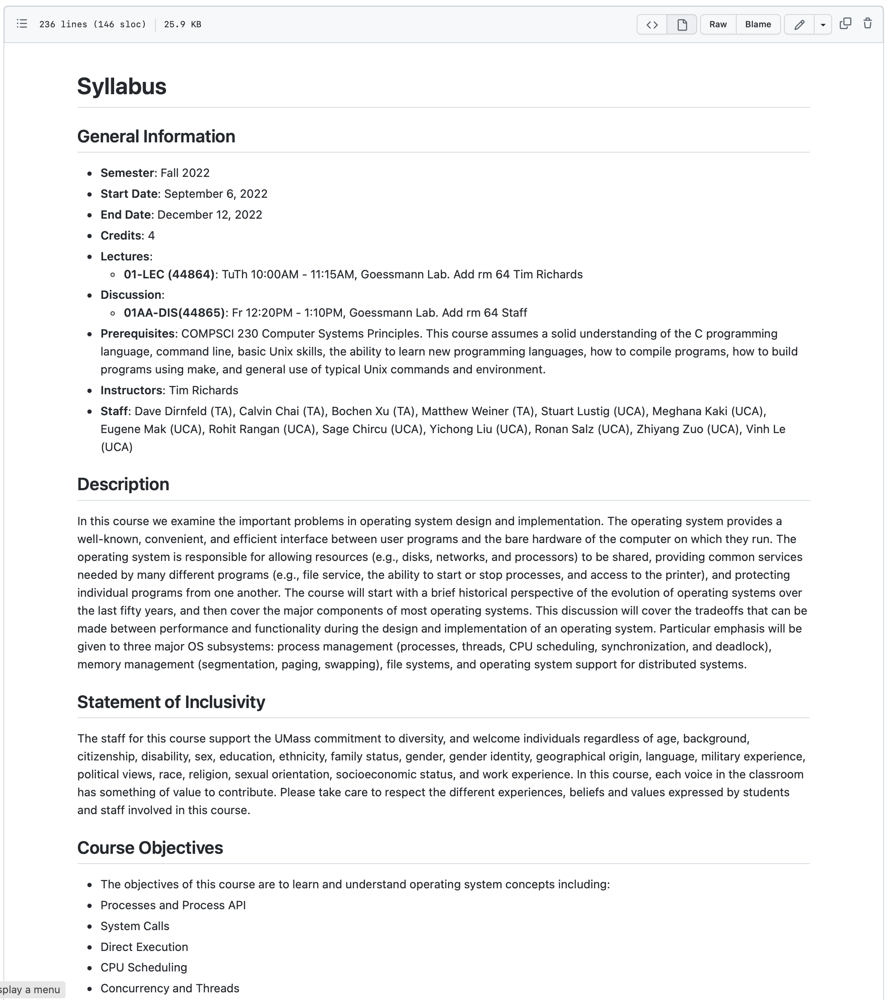 236 lines (146 sloc) 25.9 KB Raw Blame
Syllabus
General Information
Semester: Fall 2022
Start Date: September 6, 2022
End Date: December 12, 2022
Credits: 4
Lectures:
01-LEC (44864): TuTh 10:00AM - 11:15AM, Goessmann Lab. Add rm 64 Tim Richards
Discussion:
01AA-DIS(44865): Fr 12:20PM - 1:10PM, Goessmann Lab. Add rm 64 Staff
Prerequisites: COMPSCI 230 Computer Systems Principles. This course assumes a solid understanding of the C programming
language, command line, basic Unix skills, the ability to learn new programming languages, how to compile programs, how to build
programs using make, and general use of typical Unix commands and environment.
Instructors: Tim Richards
Staff: Dave Dirnfeld (TA), Calvin Chai (TA), Bochen Xu (TA), Matthew Weiner (TA), Stuart Lustig (UCA), Meghana Kaki (UCA),
Eugene Mak (UCA), Rohit Rangan (UCA), Sage Chircu (UCA), Yichong Liu (UCA), Ronan Salz (UCA), Zhiyang Zuo (UCA), Vinh Le
(UCA)
Description
In this course we examine the important problems in operating system design and implementation. The operating system provides a
well-known, convenient, and efficient interface between user programs and the bare hardware of the computer on which they run. The
operating system is responsible for allowing resources (e.g., disks, networks, and processors) to be shared, providing common services
needed by many different programs (e.g., file service, the ability to start or stop processes, and access to the printer), and protecting
individual programs from one another. The course will start with a brief historical perspective of the evolution of operating systems over
the last fifty years, and then cover the major components of most operating systems. This discussion will cover the tradeoffs that can be
made between performance and functionality during the design and implementation of an operating system. Particular emphasis will be
given to three major OS subsystems: process management (processes, threads, CPU scheduling, synchronization, and deadlock),
memory management (segmentation, paging, swapping), file systems, and operating system support for distributed systems.
Statement of Inclusivity
The staff for this course support the UMass commitment to diversity, and welcome individuals regardless of age, background,
citizenship, disability, sex, education, ethnicity, family status, gender, gender identity, geographical origin, language, military experience,
political views, race, religion, sexual orientation, socioeconomic status, and work experience. In this course, each voice in the classroom
has something of value to contribute. Please take care to respect the different experiences, beliefs and values expressed by students
and staff involved in this course.
Course Objectives
The objectives of this course are to learn and understand operating system concepts including:
Processes and Process API
System Calls
Direct Execution
CPU Scheduling
Concurrency and Threads
splay a menu